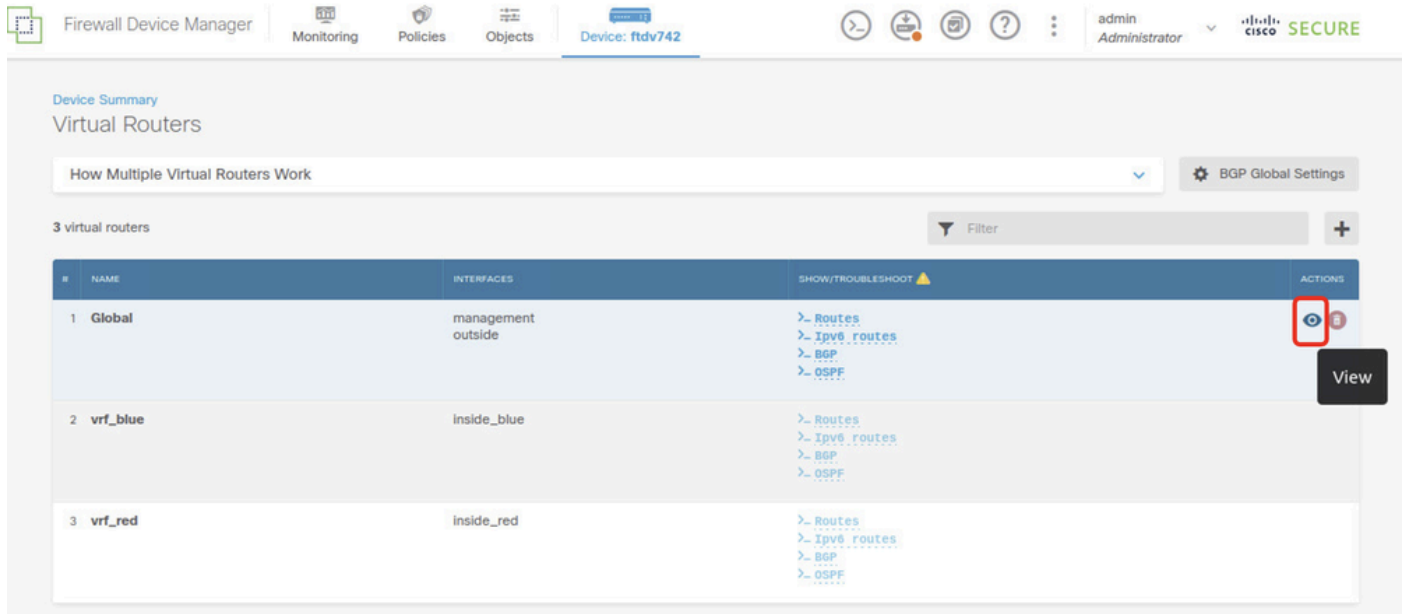 Firewall Device Manager
Monitoring
Policies
Objects
Device: ftdv742
admin
Administrator
cisco SECURE
Device Summary
Virtual Routers
How Multiple Virtual Routers Work
BGP Global Settings
3 virtual routers
Filter
# NAME INTERFACES SHOW/TROUBLESHOOT ACTIONS
1 Global management >_ Routes
outside >_ Ipv6 routes
>_ BGP
>_ OSPF
View
2 vrf_blue inside_blue >_ Routes
>_ Ipv6 routes
>_ BGP
>_ OSPF
3 vrf_red inside_red >_ Routes
>_ Ipv6 routes
>_ BGP
>_ OSPF